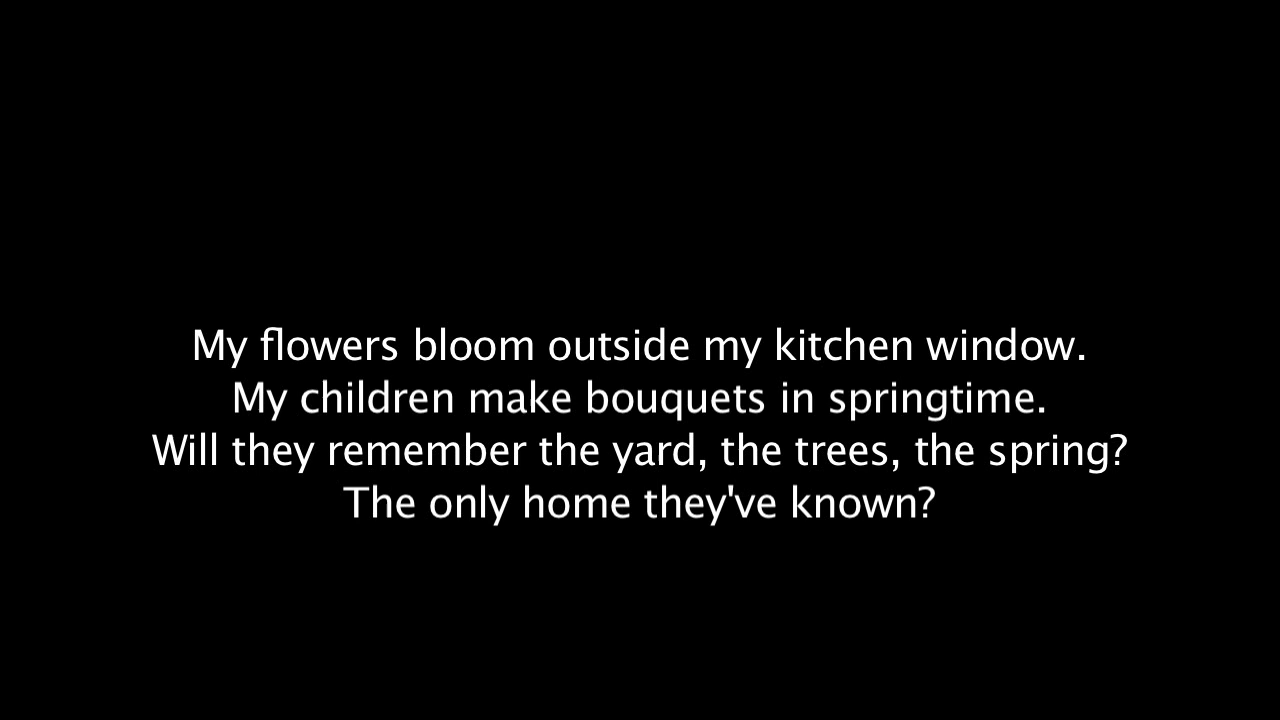 My flowers bloom outside my kitchen window.
My children make bouquets in springtime.
Will they remember the yard, the trees, the spring?
The only home they've known?